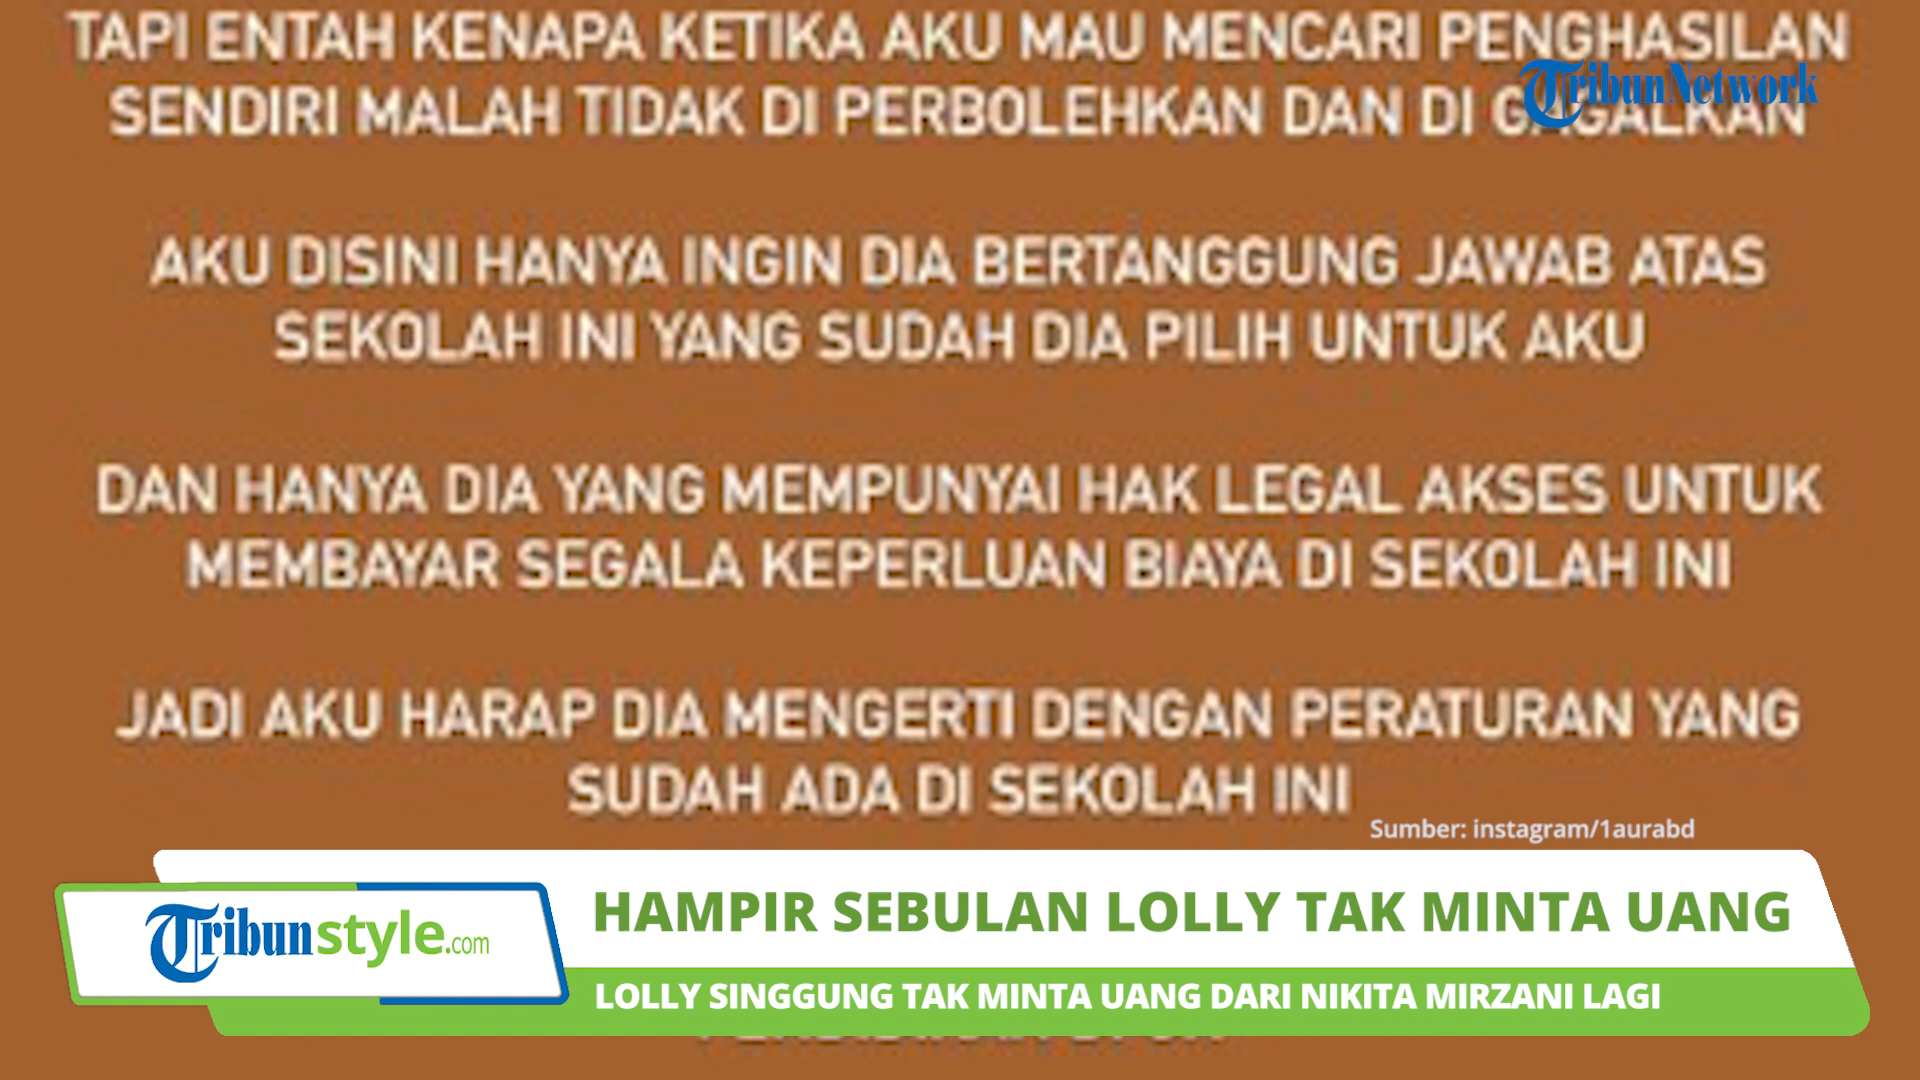 TAPI ENTAH KENAPA KETIKA AKU MAU MENCARI PENGHASILAN
TribunNetwork
SENDIRI MALAH TIDAK DI PERBOLEHKAN DAN DI GAGALKAN
AKU DISINI HANYA INGIN DIA BERTANGGUNG JAWAB ATAS
SEKOLAH INI YANG SUDAH DIA PILIH UNTUK AKU
DAN HANYA DIA YANG MEMPUNYAI HAK LEGAL AKSES UNTUK
MEMBAYAR SEGALA KEPERLUAN BIAYA DI SEKOLAH INI
JADI AKU HARAP DIA MENGERTI DENGAN PERATURAN YANG
SUDAH ADA DI SEKOLAH INI
Sumber: instagram/1aurabd
HAMPIR SEBULAN LOLLY TAK MINTA UANG
Tribunstyle.com
LOLLY SINGGUNG TAK MINTA UANG DARI NIKITA MIRZANI LAGI